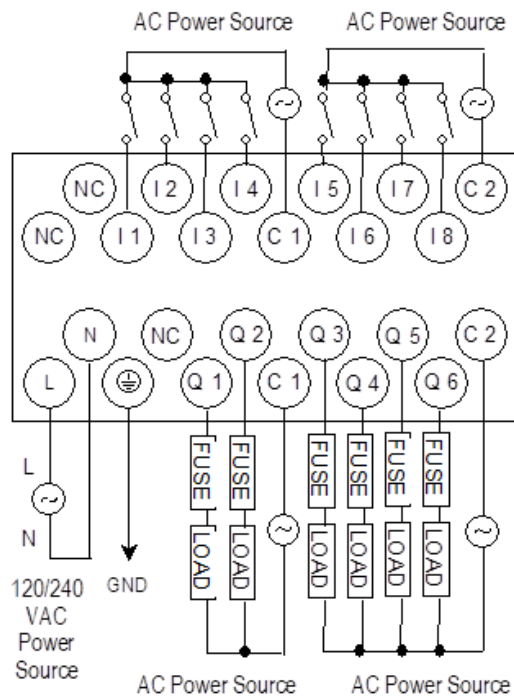 AC Power Source
AC Power Source
~
~
NC
I 2
I 4
I 5
I 7
C 2
NC
I 1
I 3
C 1
I 6
I 8
N
NC
Q 2
Q 3
Q 5
C 2
L
Q 1
C 1
Q 4
Q 6
FUSE
FUSE
FUSE
FUSE
FUSE
FUSE
L
~
N
~
~
LOAD
LOAD
LOAD
LOAD
LOAD
LOAD
120/240
VAC
Power
Source
GND
AC Power Source
AC Power Source